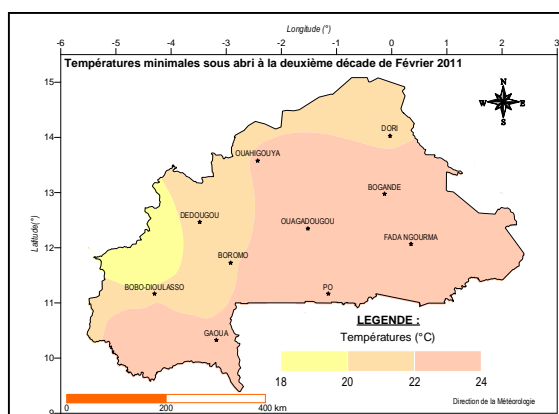 Longitude (°)
-6 -5 -4 -3 -2 -1 0 1 2 3
Températures minimales sous abri à la deuxième décade de Février 2011
15
N
W E
S
DORI
14
OUAHIGOUYA
BOGANDE
13
DEDOUGOU
OUAGADOUGOU
Latitude(°)
FADA NGOURMA
12
BOROMO
BOBO-DIOULASSO
PO
11
LEGENDE :
GAOUA
Températures (°C)
10
18 20 22 24
9
0 200 400 km
Direction de la Météorologie